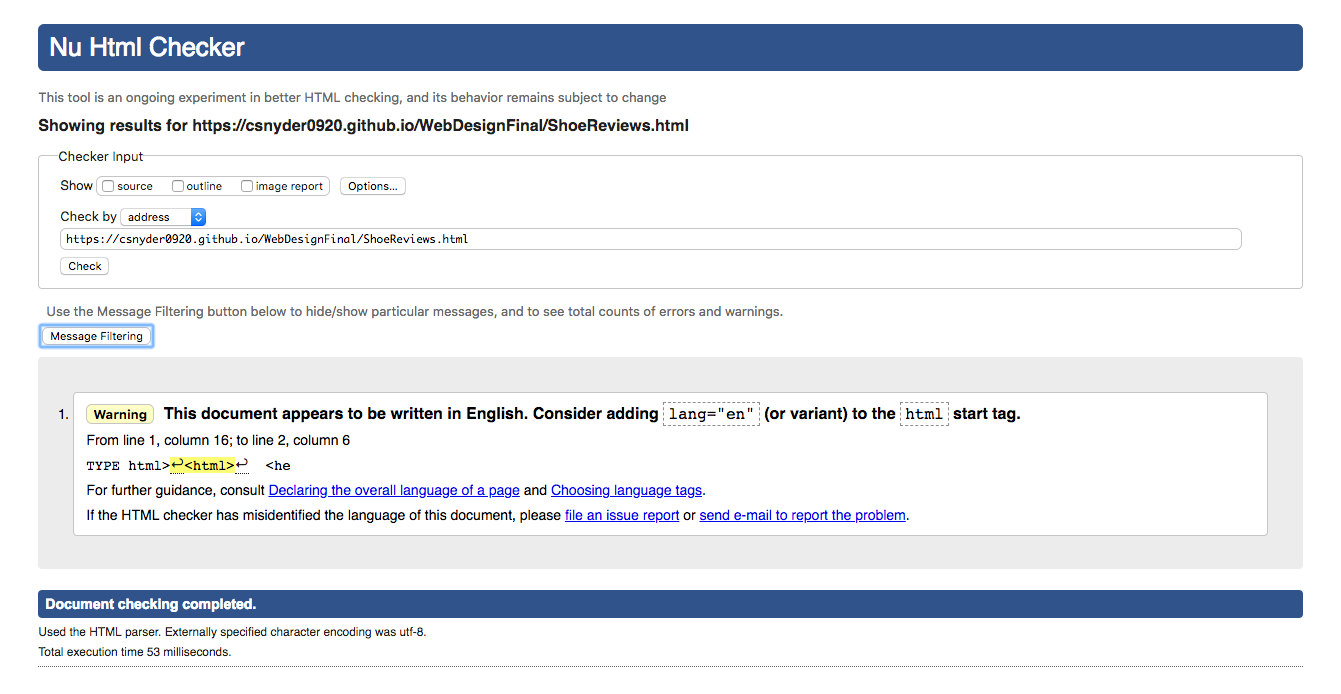 Nu Html Checker
This tool is an ongoing experiment in better HTML checking, and its behavior remains subject to change
Showing results for https://csnyder0920.github.io/WebDesignFinal/ShoeReviews.html
Checker Input
Show source outline image report Options...
Check by address
https://csnyder0920.github.io/WebDesignFinal/ShoeReviews.html
Check
Use the Message Filtering button below to hide/show particular messages, and to see total counts of errors and warnings.
Message Filtering
1. Warning This document appears to be written in English. Consider adding lang="en" (or variant) to the html start tag.
From line 1, column 16; to line 2, column 6
TYPE html>↩<html>↩ <he
For further guidance, consult Declaring the overall language of a page and Choosing language tags.
If the HTML checker has misidentified the language of this document, please file an issue report or send e-mail to report the problem.
Document checking completed.
Used the HTML parser. Externally specified character encoding was utf-8.
Total execution time 53 milliseconds.